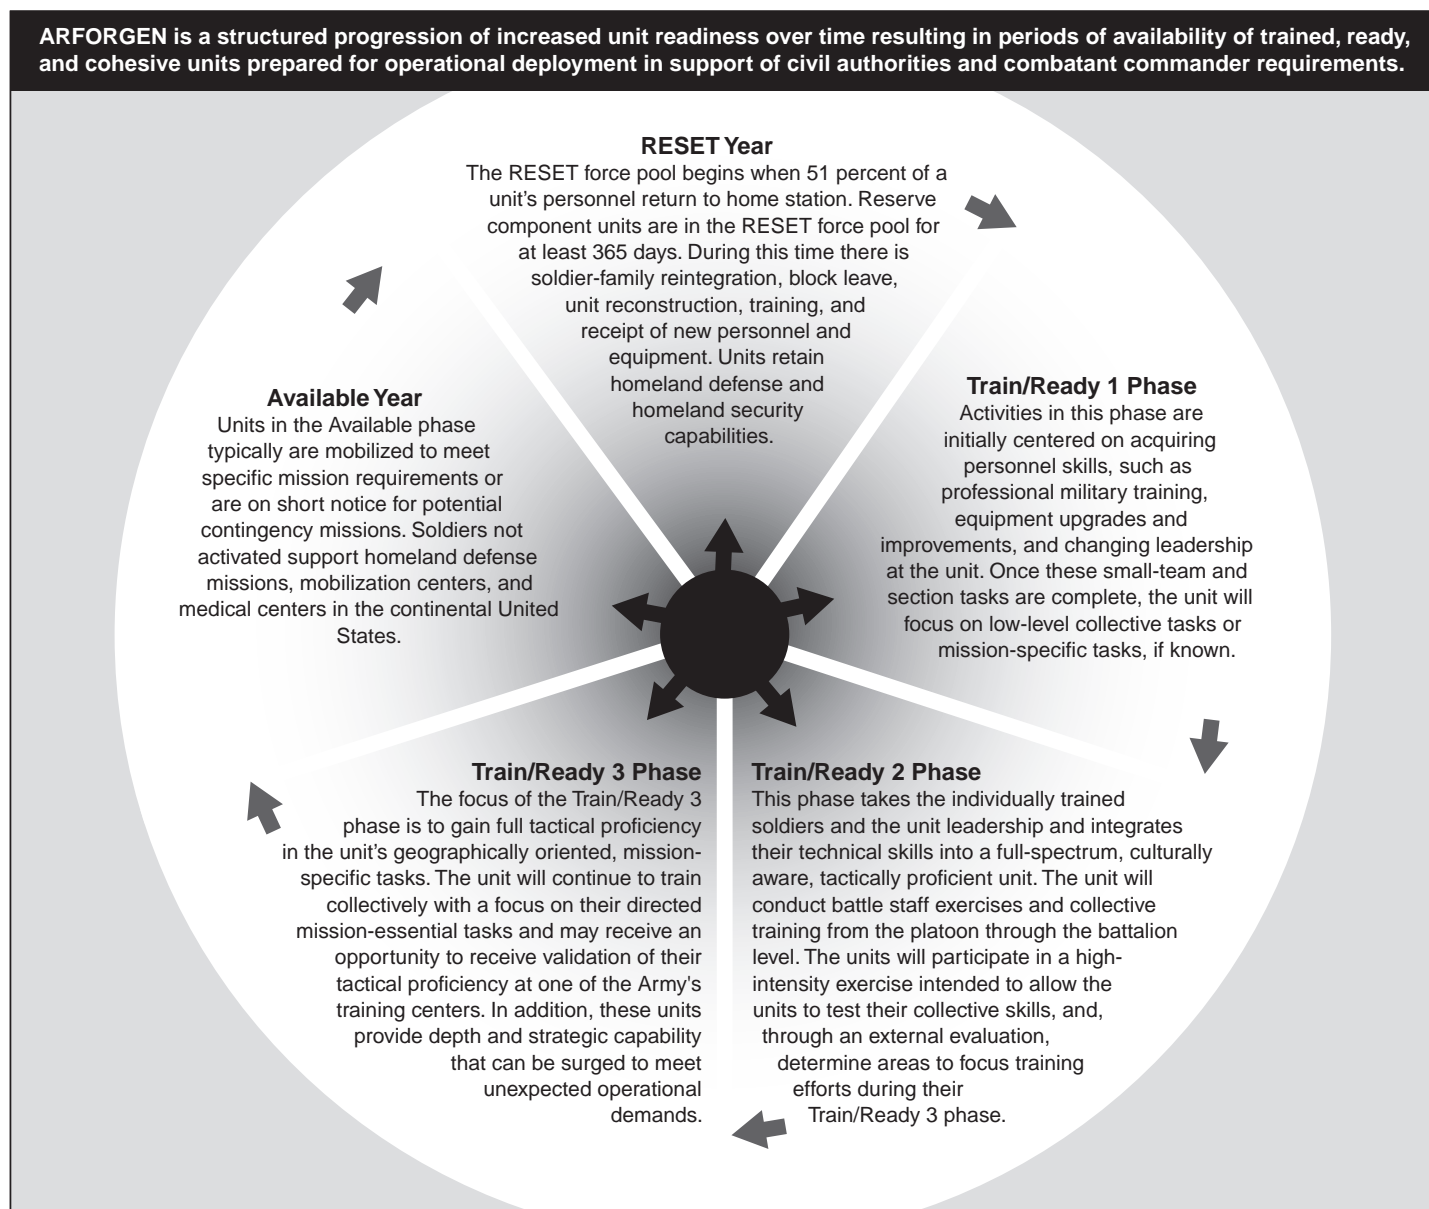 ARFORGEN is a structured progression of increased unit readiness over time resulting in periods of availability of trained, ready,
and cohesive units prepared for operational deployment in support of civil authorities and combatant commander requirements.
RESET Year
The RESET force pool begins when 51 percent of a
unit's personnel return to home station. Reserve
component units are in the RESET force pool for
at least 365 days. During this time there is
soldier-family reintegration, block leave,
unit reconstruction, training, and
receipt of new personnel and
equipment. Units retain
homeland defense and
homeland security
capabilities.
Train/Ready 1 Phase
Activities in this phase are
initially centered on acquiring
personnel skills, such as
professional military training,
equipment upgrades and
improvements, and changing leadership
at the unit. Once these small-team and
section tasks are complete, the unit will
focus on low-level collective tasks or
mission-specific tasks, if known.
Train/Ready 2 Phase
This phase takes the individually trained
soldiers and the unit leadership and integrates
their technical skills into a full-spectrum, culturally
aware, tactically proficient unit. The unit will
conduct battle staff exercises and collective
training from the platoon through the battalion
level. The units will participate in a high-
intensity exercise intended to allow the
units to test their collective skills, and,
through an external evaluation,
determine areas to focus training
efforts during their
Train/Ready 3 phase.
Train/Ready 3 Phase
The focus of the Train/Ready 3
phase is to gain full tactical proficiency
in the unit's geographically oriented, mission-
specific tasks. The unit will continue to train
collectively with a focus on their directed
mission-essential tasks and may receive an
opportunity to receive validation of their
tactical proficiency at one of the Army's
training centers. In addition, these units
provide depth and strategic capability
that can be surged to meet
unexpected operational
demands.
Available Year
Units in the Available phase
typically are mobilized to meet
specific mission requirements or
are on short notice for potential
contingency missions. Soldiers not
activated support homeland defense
missions, mobilization centers, and
medical centers in the continental United
States.